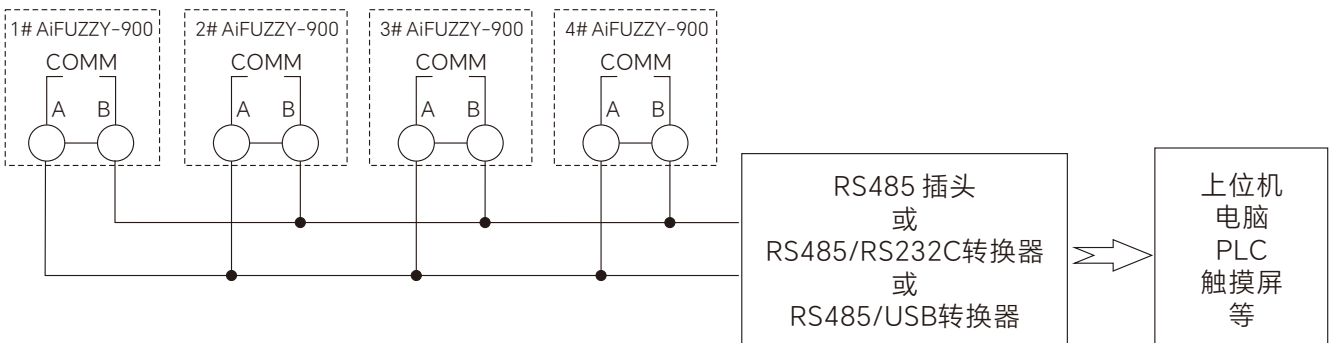 1# AiFUZZY-900
COMM
A B
2# AiFUZZY-900
COMM
A B
3# AiFUZZY-900
COMM
A B
4# AiFUZZY-900
COMM
A B
RS485 插头
或
RS485/RS232C转换器
或
RS485/USB转换器
上位机
电脑
PLC
触摸屏
等